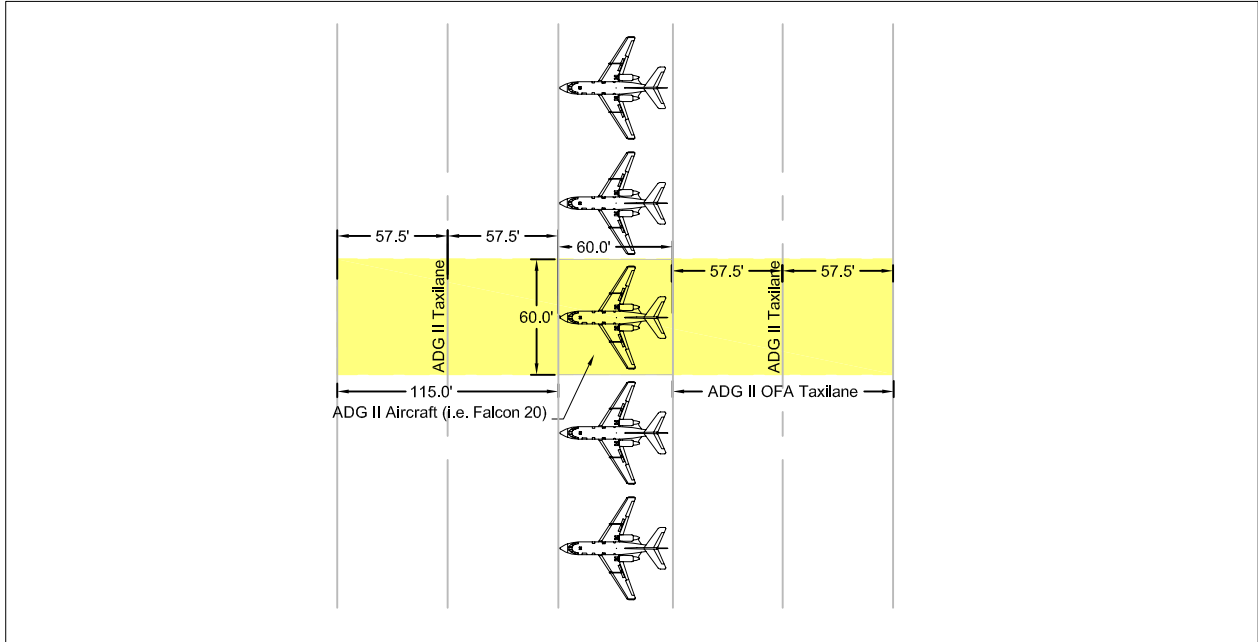 57.5'
57.5'
60.0'
57.5'
57.5'
ADG II Taxilane
60.0'
ADG II Taxilane
115.0'
ADG II OFA Taxilane
ADG II Aircraft (i.e. Falcon 20)